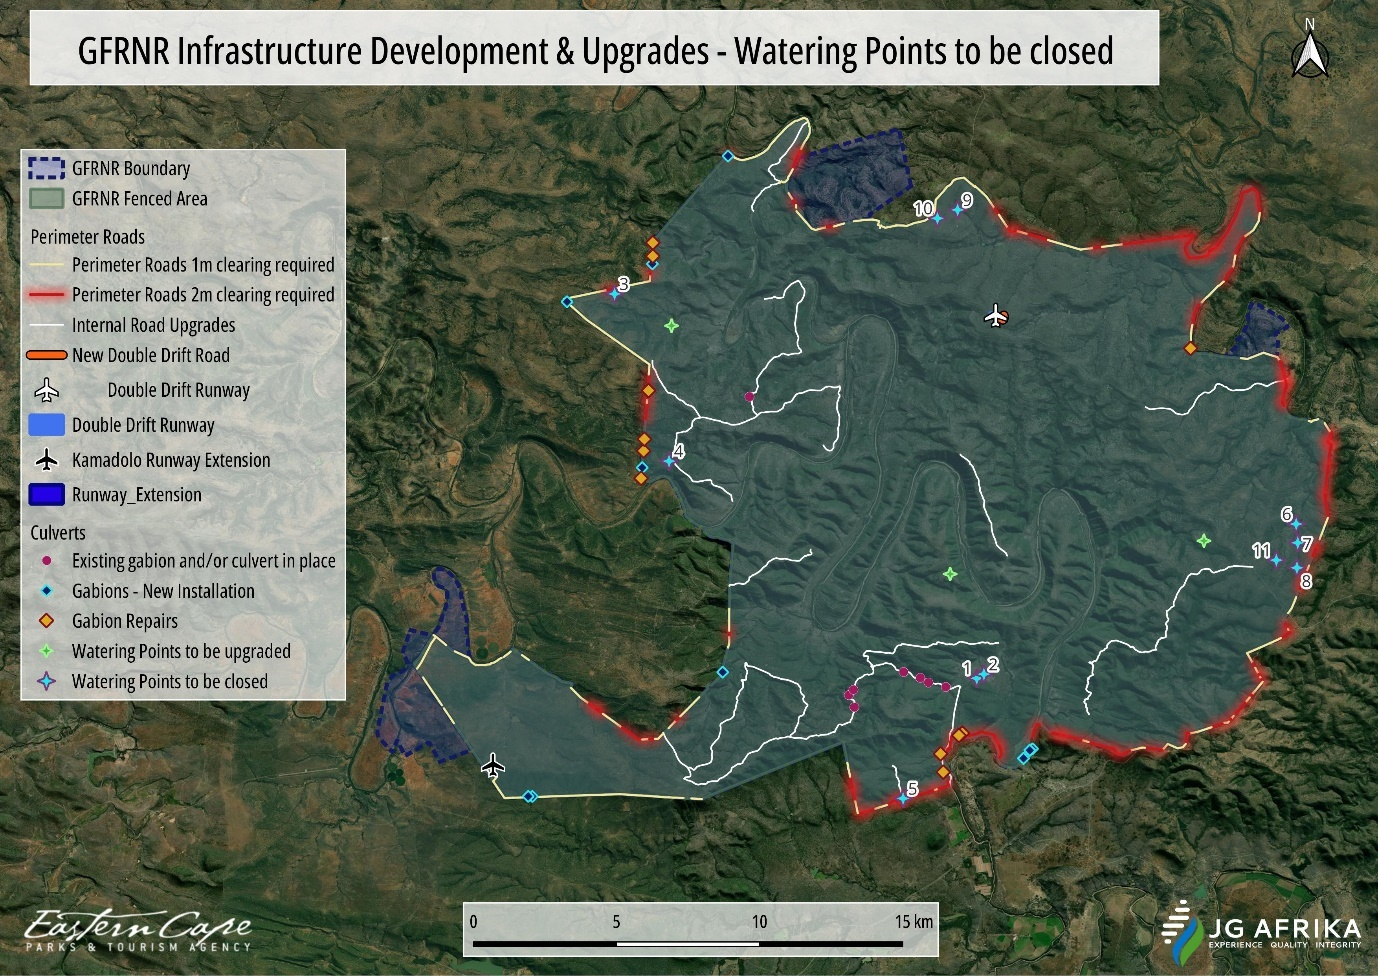 GFRNR Infrastructure Development & Upgrades - Watering Points to be closed
N
GFRNR Boundary
GFRNR Fenced Area
Perimeter Roads
Perimeter Roads 1m clearing required
Perimeter Roads 2m clearing required
Internal Road Upgrades
New Double Drift Road
Double Drift Runway
Double Drift Runway
Kamadolo Runway Extension
Runway_Extension
Culverts
Existing gabion and/or culvert in place
Gabions - New Installation
Gabion Repairs
Watering Points to be upgraded
Watering Points to be closed
10
9
3
4
6
7
11
8
1
2
5
0 5 10 15 km
Eastern Cape
PARKS & TOURISM AGENCY
JG AFRIKA
EXPERIENCE QUALITY INTEGRITY